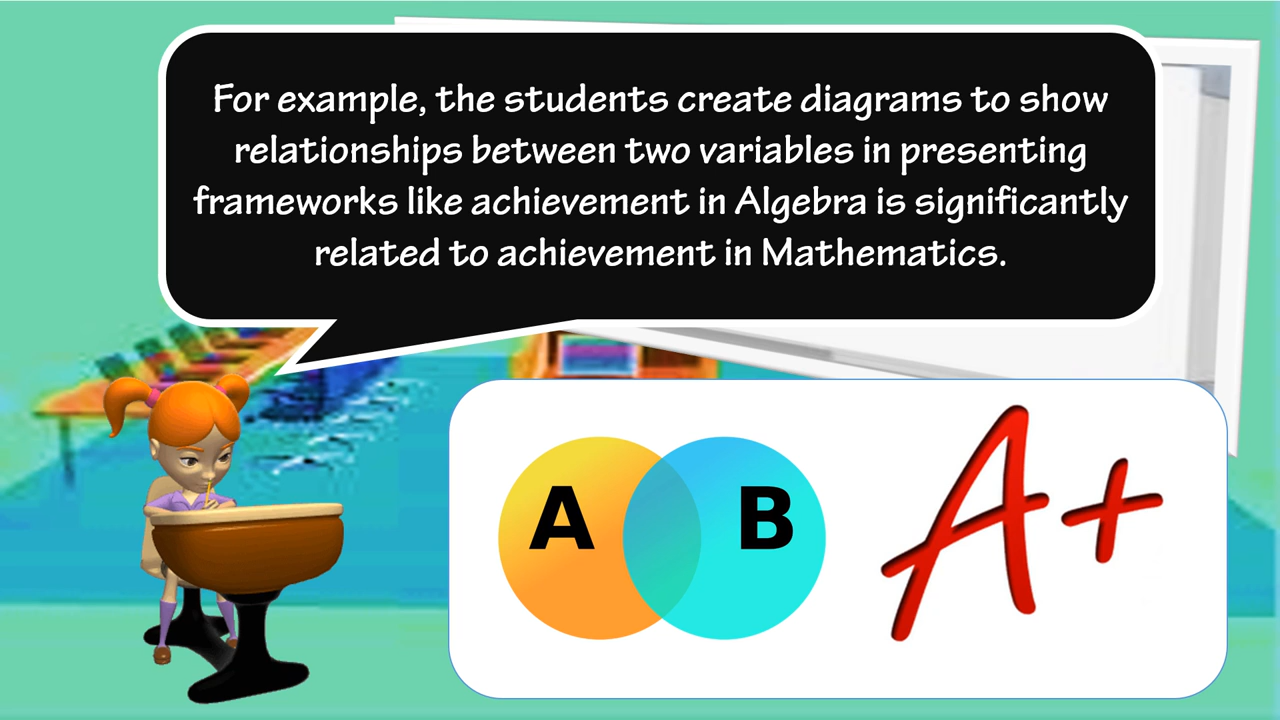 For example, the students create diagrams to show
relationships between two variables in presenting
frameworks like achievement in Algebra is significantly
related to achievement in Mathematics.
A B
A+